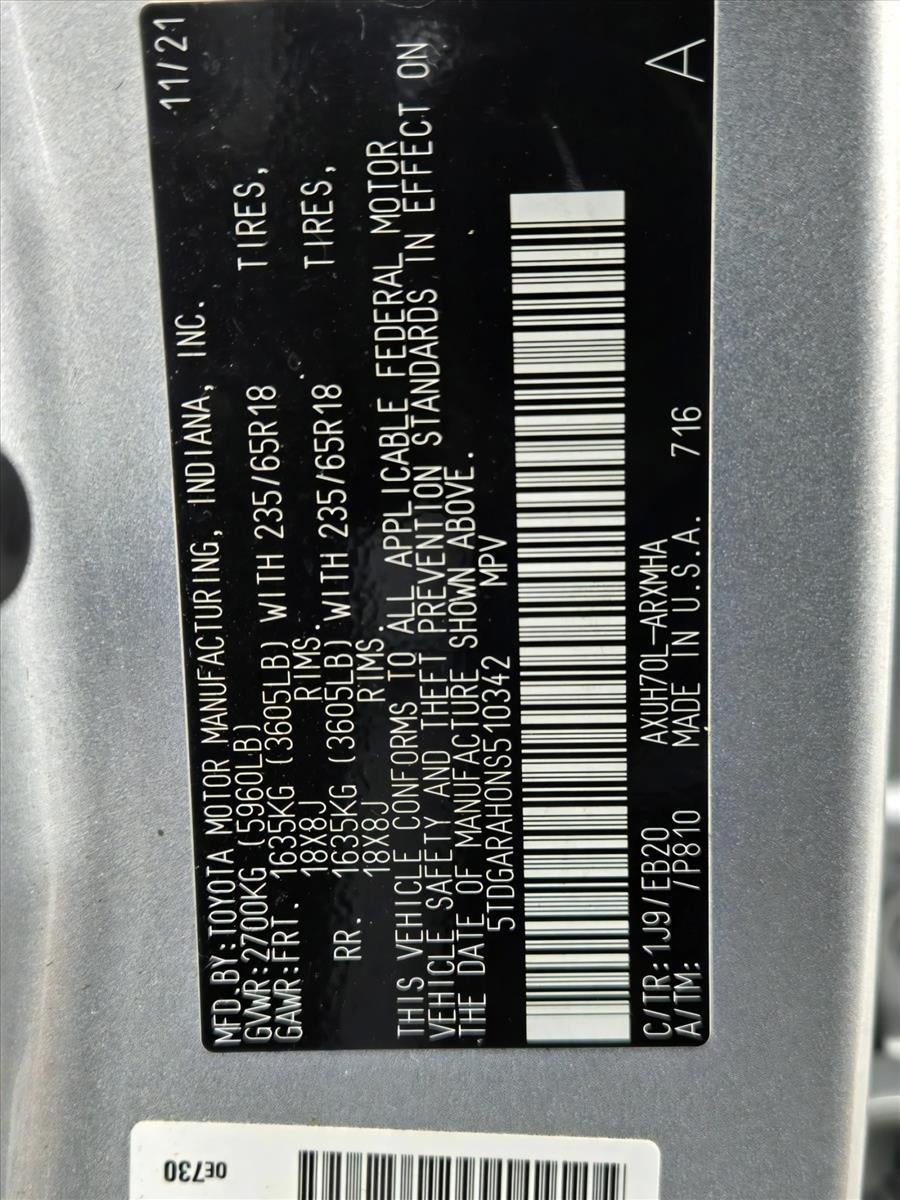 MFD.BY:TOYOTA MOTOR MANUFACTURING, INDIANA, INC. 11/21
GVWR:2700KG (5960LB)
GAWR:FRT. 1635KG (3605LB) WITH 235/65R18 TIRES,
18X8J RIMS.
RR. 1635KG (3605LB) WITH 235/65R18 TIRES,
18X8J RIMS.
THIS VEHICLE CONFORMS TO ALL APPLICABLE FEDERAL MOTOR
VEHICLE SAFETY AND THEFT PREVENTION STANDARDS IN EFFECT ON
THE DATE OF MANUFACTURE SHOWN ABOVE.
5TDGARAH0NS510342 MPV
C/TR:1J9/EB20 AXUH70L-ARXMHA
A/TM: /P810 MADE IN U.S.A. 716 A
0E730